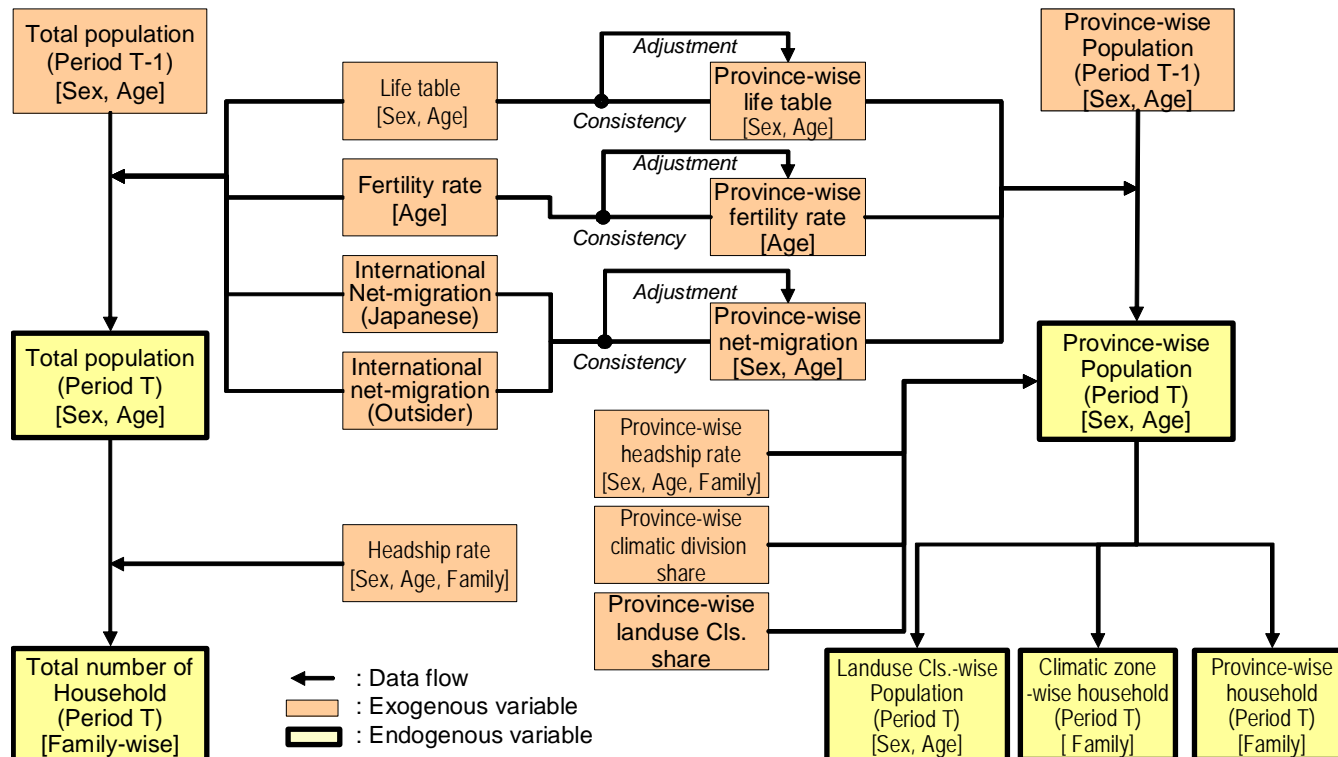 Total population
(Period T-1)
[Sex, Age]
Life table
[Sex, Age]
Adjustment
Consistency
Province-wise
life table
[Sex, Age]
Province-wise
Population
(Period T-1)
[Sex, Age]
Fertility rate
[Age]
Adjustment
Consistency
Province-wise
fertility rate
[Age]
International
Net-migration
(Japanese)
International
net-migration
(Outsider)
Adjustment
Consistency
Province-wise
net-migration
[Sex, Age]
Total population
(Period T)
[Sex, Age]
Province-wise
Population
(Period T)
[Sex, Age]
Province-wise
headship rate
[Sex, Age, Family]
Province-wise
climatic division
share
Province-wise
landuse Cls.
share
Headship rate
[Sex, Age, Family]
Total number of
Household
(Period T)
[Family-wise]
: Data flow
: Exogenous variable
: Endogenous variable
Landuse Cls.-wise
Population
(Period T)
[Sex, Age]
Climatic zone
-wise household
(Period T)
[ Family]
Province-wise
household
(Period T)
[Family]